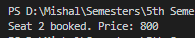 PS D:\Mishal\Semesters\5th Seme
Seat 2 booked. Price: 800